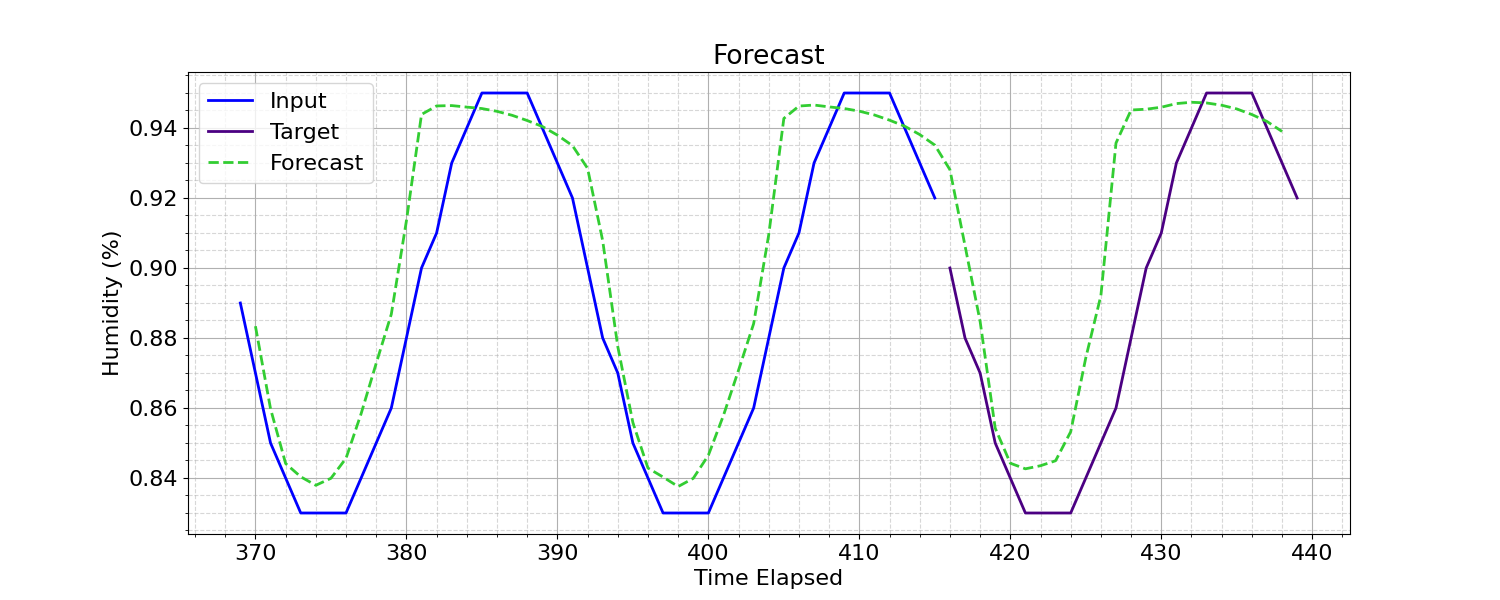 Forecast
Input
Target
Forecast
Humidity (%)
0.94
0.92
0.90
0.88
0.86
0.84
370 380 390 400 410 420 430 440
Time Elapsed